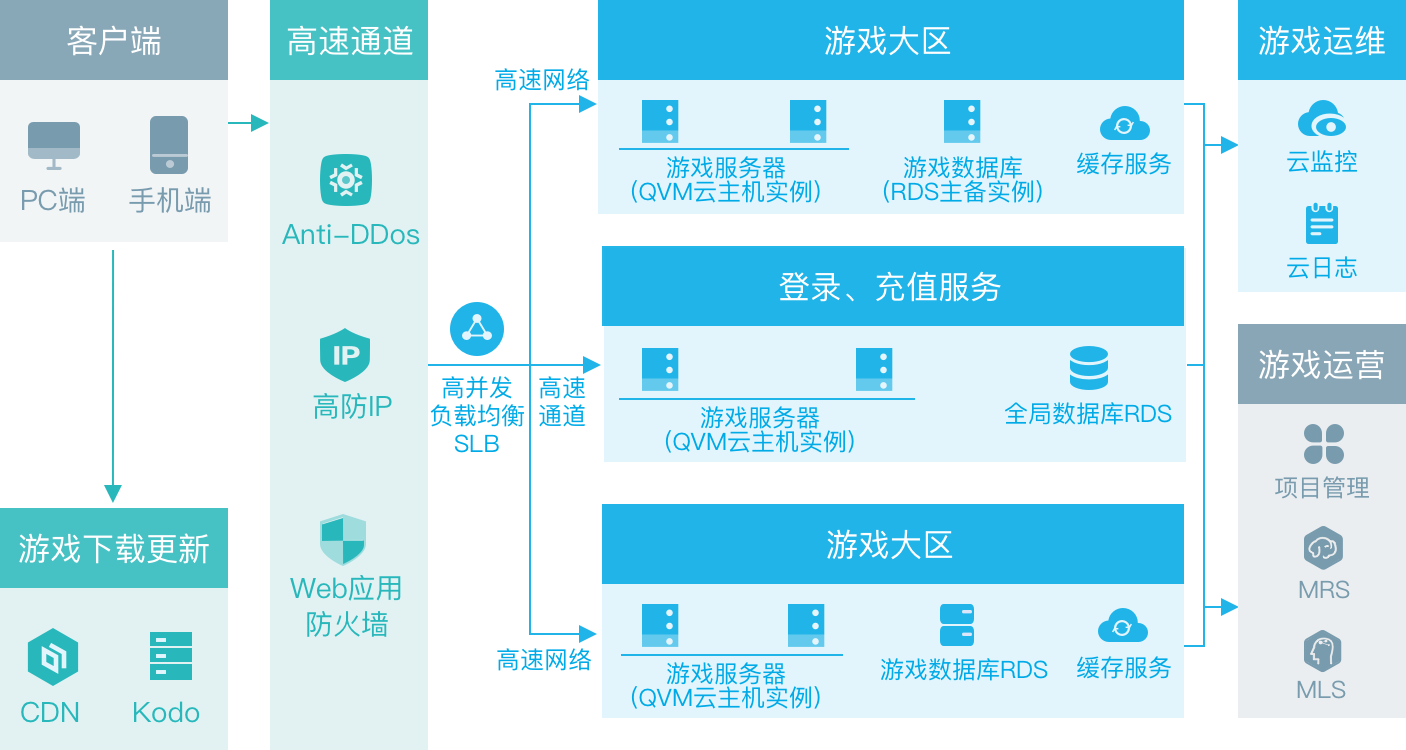 客户端
PC端
手机端
游戏下载更新
CDN
Kodo
高速通道
Anti-DDos
IP
高防IP
Web应用
防火墙
高并发
负载均衡
SLB
高速网络
高速
通道
高速网络
游戏大区
游戏服务器
(QVM云主机实例)
游戏数据库
(RDS主备实例)
缓存服务
登录、充值服务
游戏服务器
(QVM云主机实例)
全局数据库RDS
游戏大区
游戏服务器
(QVM云主机实例)
游戏数据库RDS
缓存服务
游戏运维
云监控
云日志
游戏运营
项目管理
MRS
MLS